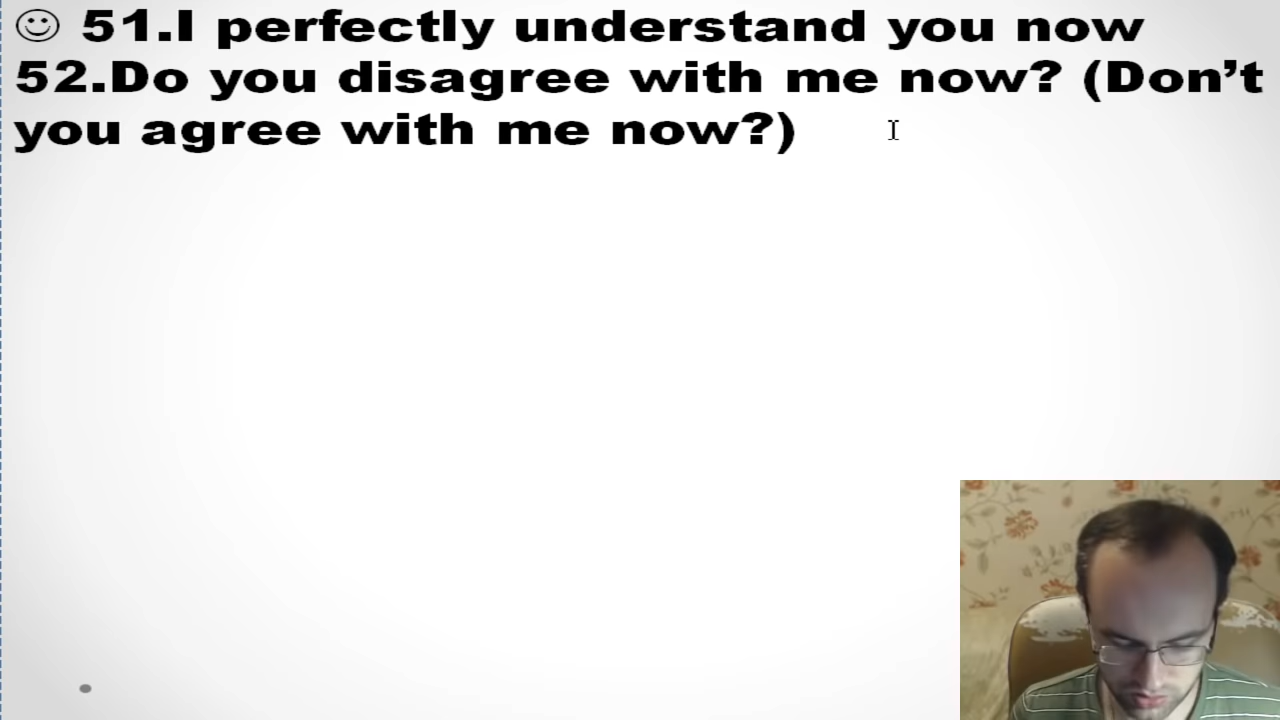 ☺ 51.I perfectly understand you now
52.Do you disagree with me now? (Don’t
you agree with me now?)